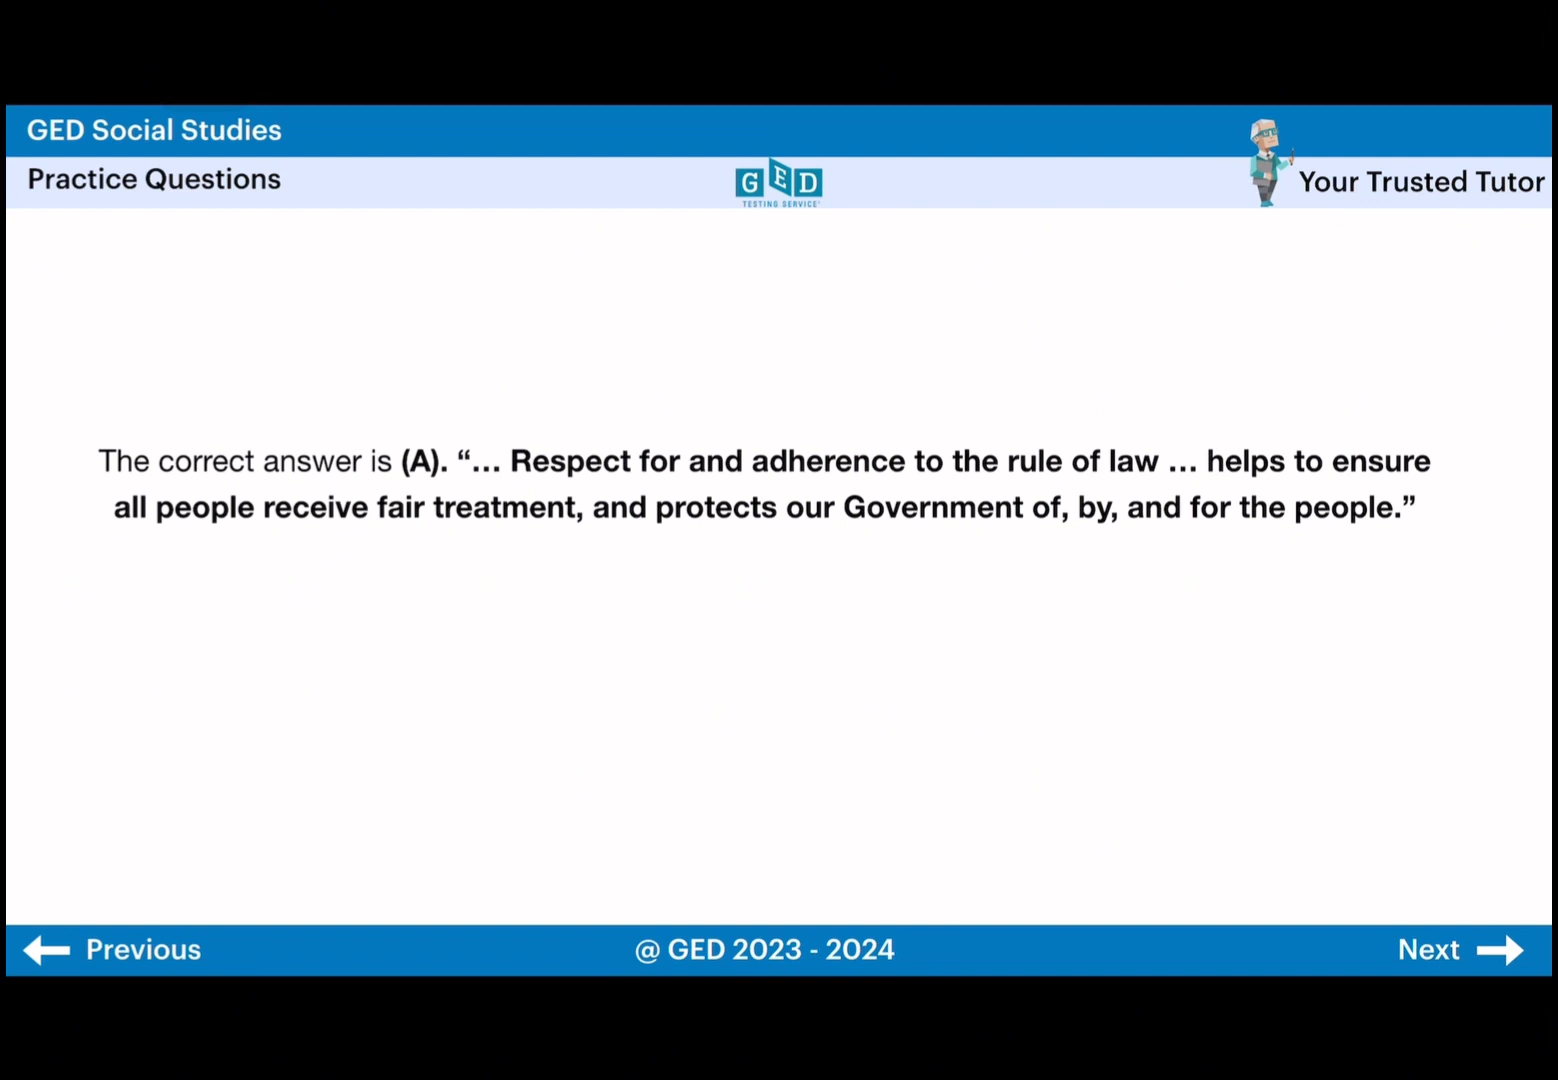 GED Social Studies
Practice Questions
GED
TESTING SERVICE
Your Trusted Tutor
The correct answer is (A). “... Respect for and adherence to the rule of law ... helps to ensure
all people receive fair treatment, and protects our Government of, by, and for the people.”
Previous
@ GED 2023 - 2024
Next